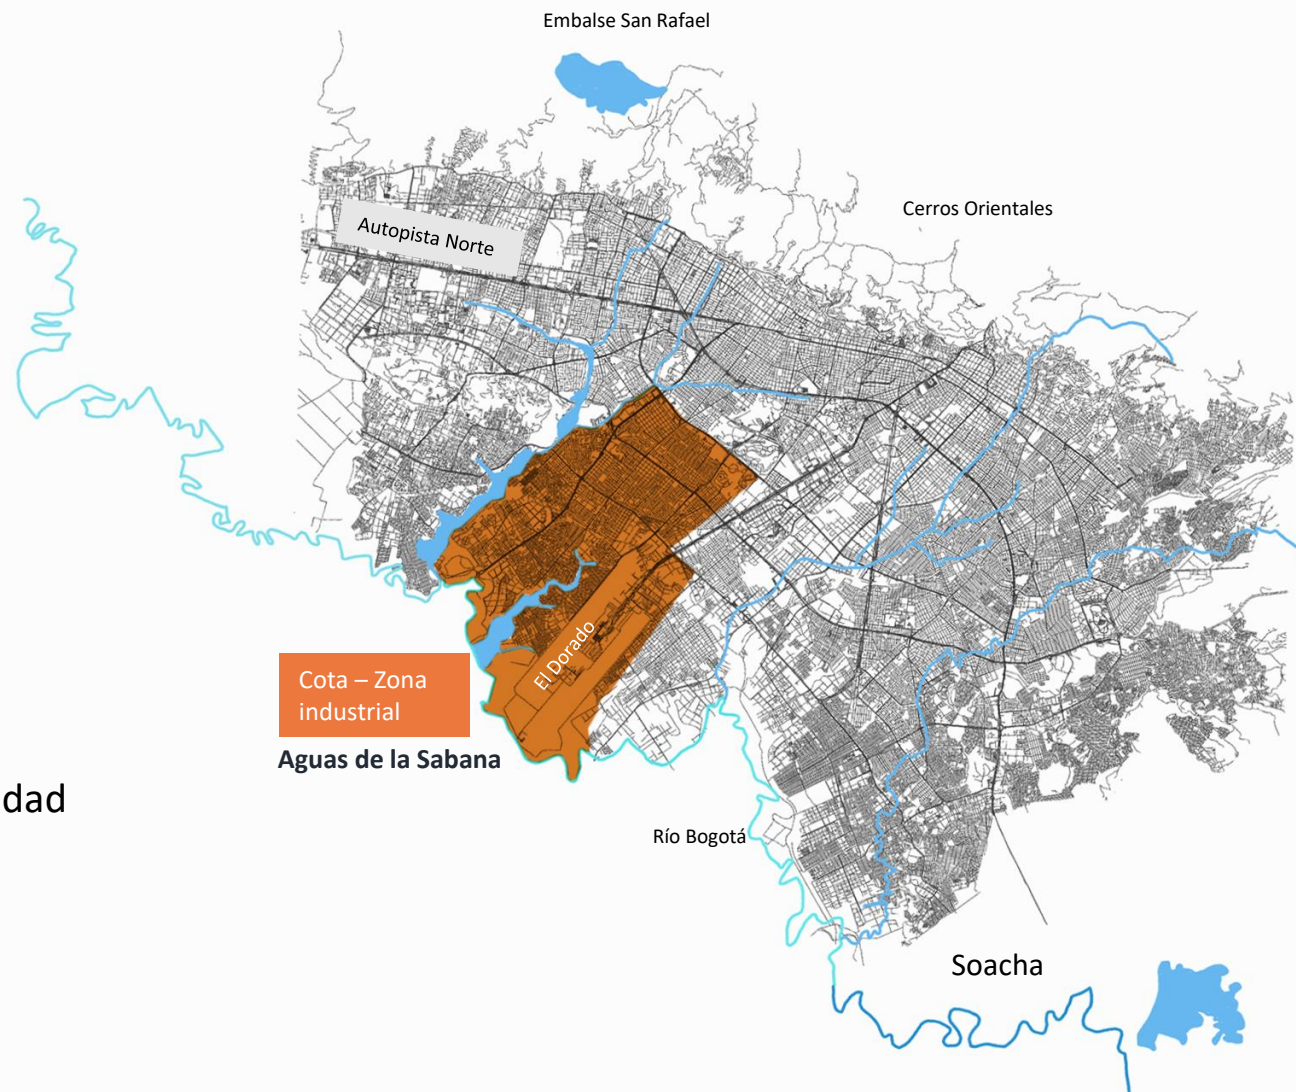 Embalse San Rafael
Cerros Orientales
Autopista Norte
El Dorado
Cota – Zona
industrial
Aguas de la Sabana
dad
Río Bogotá
Soacha